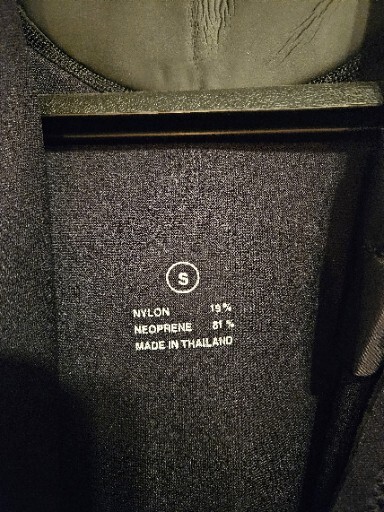 S
NYLON 19%
NEOPRENE 81%
MADE IN THAILAND